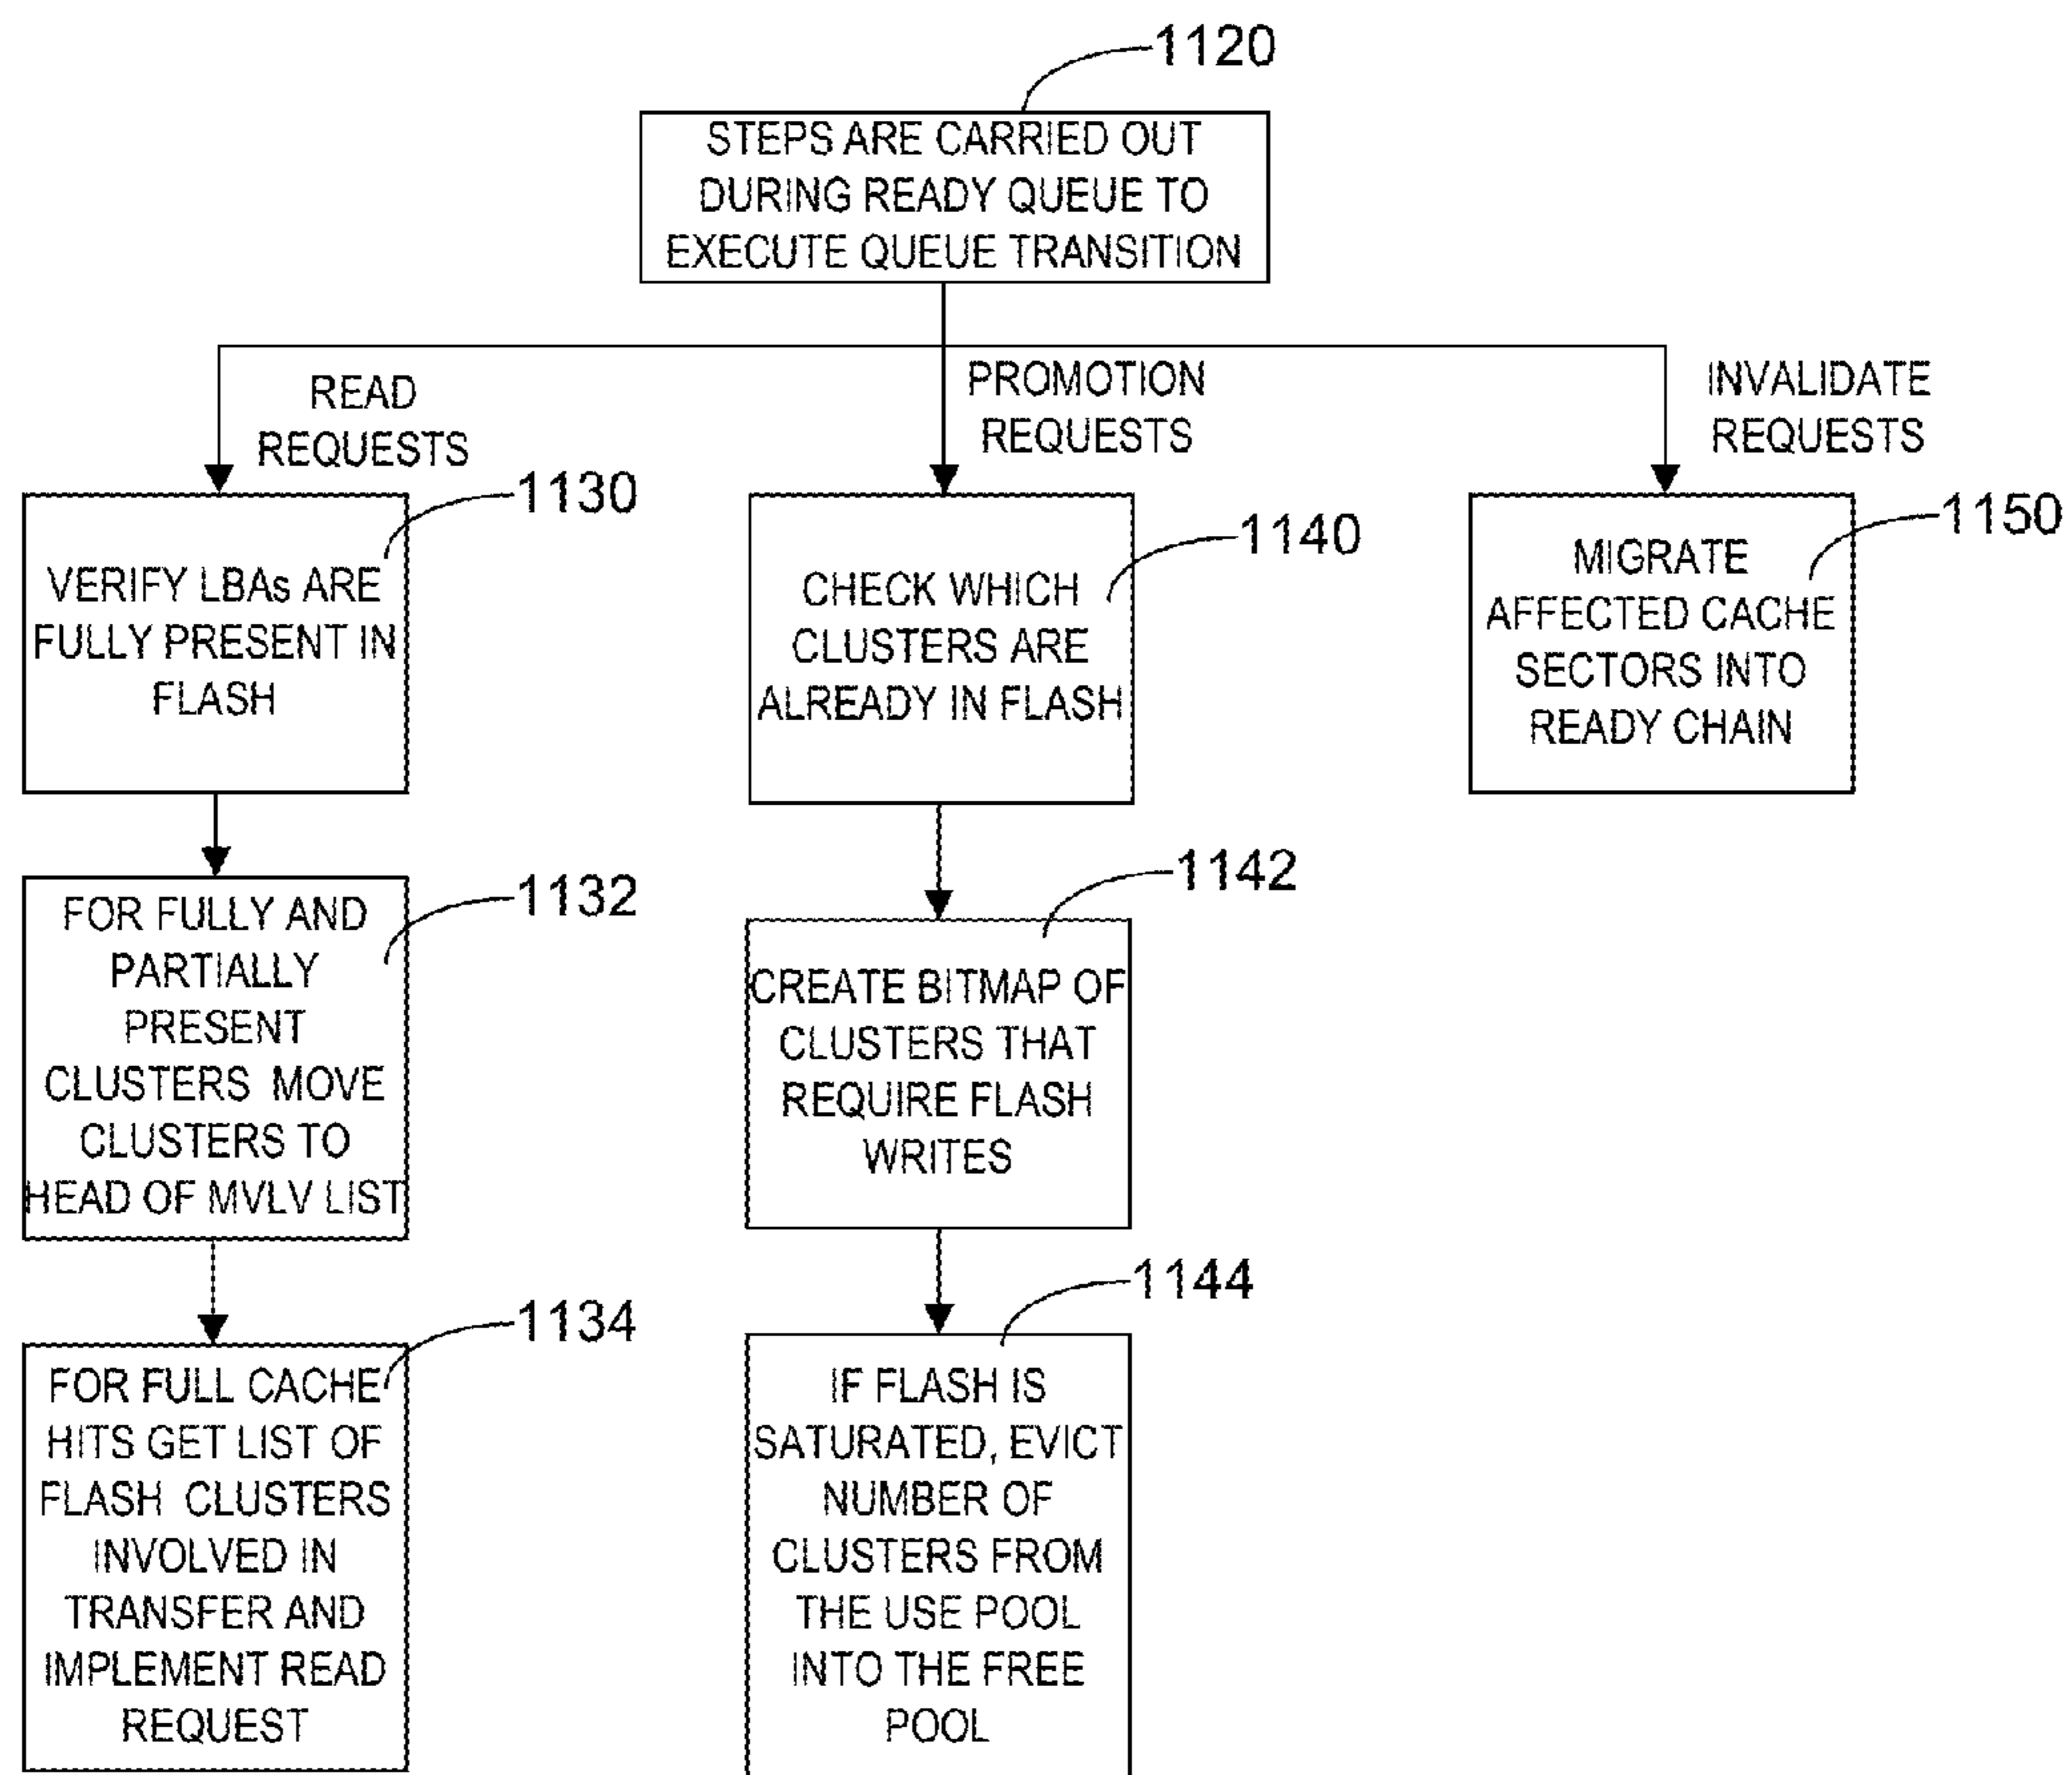 1120
STEPS ARE CARRIED OUT
DURING READY QUEUE TO
EXECUTE QUEUE TRANSITION
READ
REQUESTS
PROMOTION
REQUESTS
INVALIDATE
REQUESTS
1130
VERIFY LBAs ARE
FULLY PRESENT IN
FLASH
1140
CHECK WHICH
CLUSTERS ARE
ALREADY IN FLASH
1150
MIGRATE
AFFECTED CACHE
SECTORS INTO
READY CHAIN
1132
FOR FULLY AND
PARTIALLY
PRESENT
CLUSTERS MOVE
CLUSTERS TO
HEAD OF MVLV LIST
1142
CREATE BITMAP OF
CLUSTERS THAT
REQUIRE FLASH
WRITES
1134
FOR FULL CACHE
HITS GET LIST OF
FLASH CLUSTERS
INVOLVED IN
TRANSFER AND
IMPLEMENT READ
REQUEST
1144
IF FLASH IS
SATURATED, EVICT
NUMBER OF
CLUSTERS FROM
THE USE POOL
INTO THE FREE
POOL